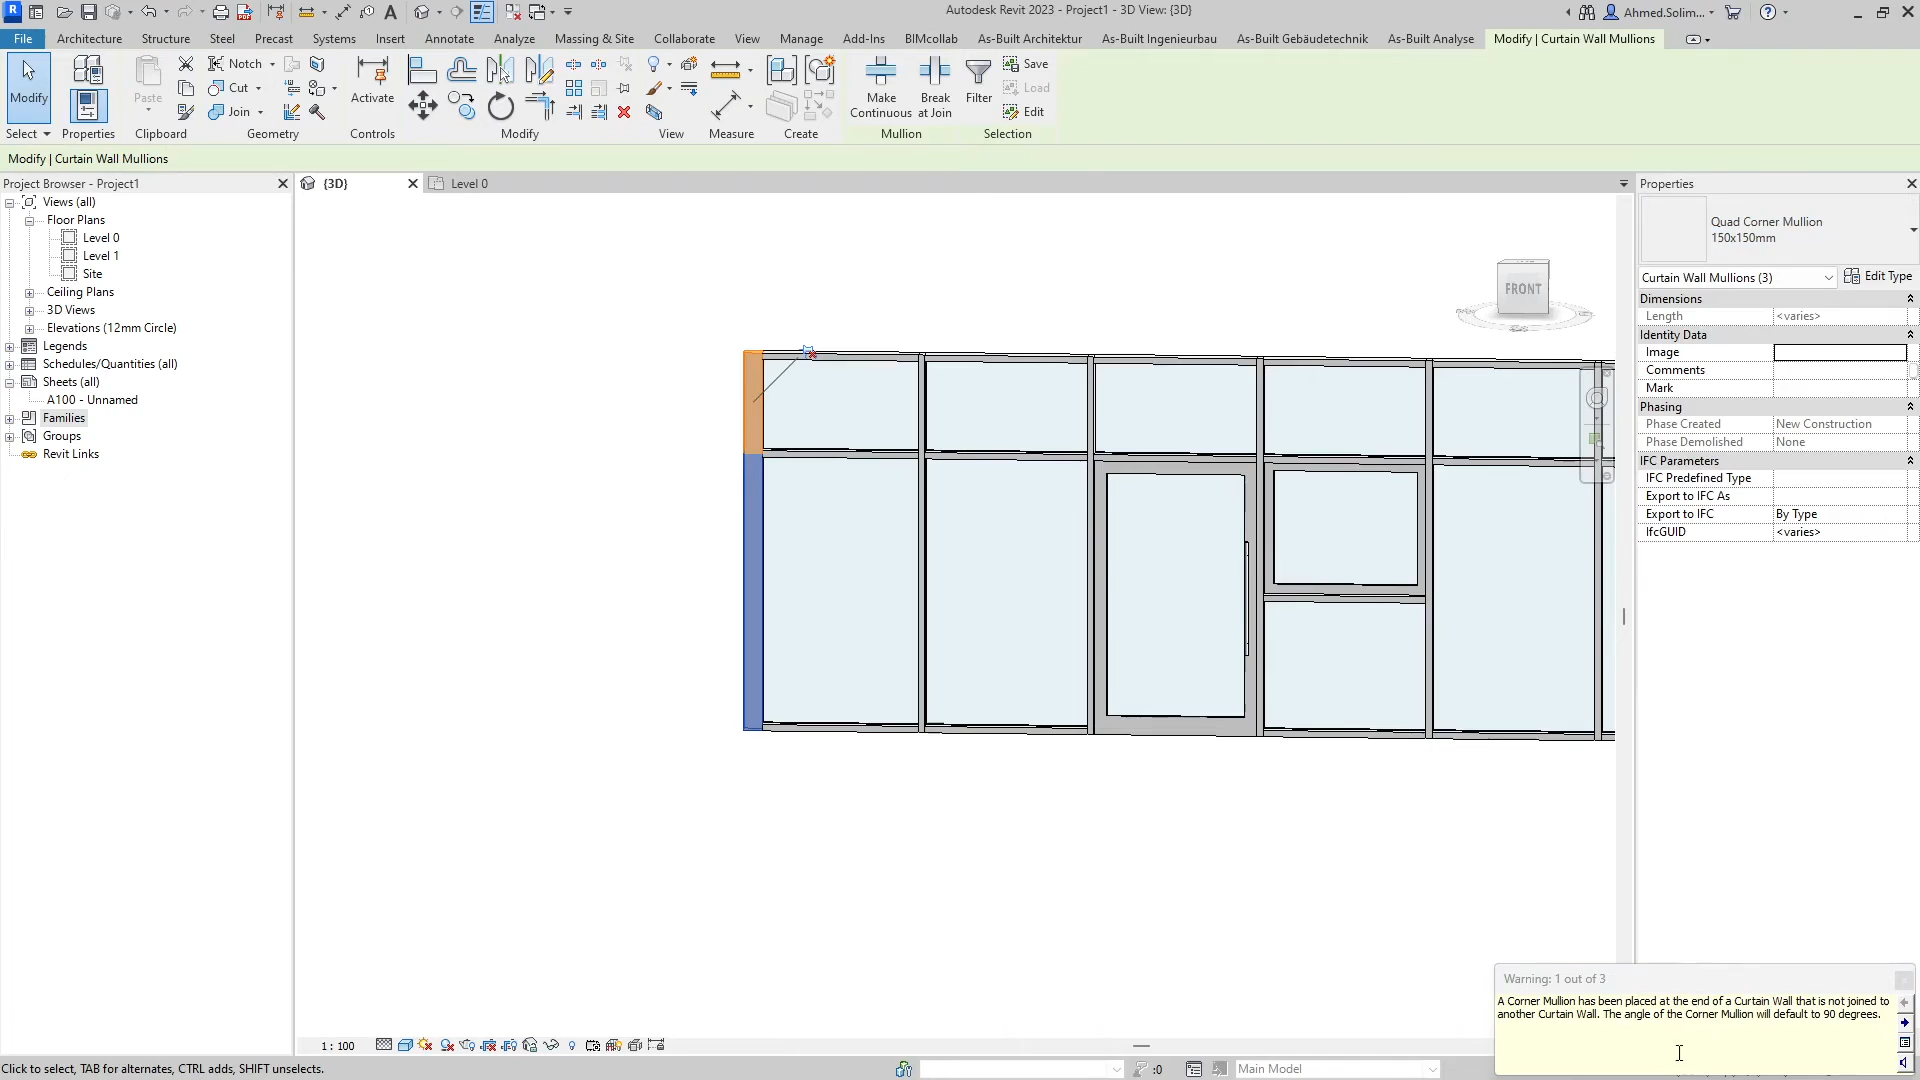 Autodesk Revit 2023 - Project1 - 3D View: {3D}
Ahmed.Solim...
File
Architecture
Structure
Steel
Precast
Systems
Insert
Annotate
Analyze
Massing & Site
Collaborate
View
Manage
Add-Ins
BIMcollab
As-Built Architektur
As-Built Ingenieurbau
As-Built Gebäudetechnik
As-Built Analyse
Modify | Curtain Wall Mullions
Modify
Paste
Notch
Cut
Join
Activate
Make Continuous
Break at Join
Filter
Save
Load
Edit
Select
Properties
Clipboard
Geometry
Controls
Modify
View
Measure
Create
Mullion
Selection
Modify | Curtain Wall Mullions
Project Browser - Project1
Views (all)
Floor Plans
Level 0
Level 1
Site
Ceiling Plans
3D Views
Elevations (12mm Circle)
Legends
Schedules/Quantities (all)
Sheets (all)
A100 - Unnamed
Families
Groups
Revit Links
{3D}
Level 0
FRONT
Properties
Quad Corner Mullion
150x150mm
Curtain Wall Mullions (3)
Edit Type
Dimensions
Length <varies>
Identity Data
Image
Comments
Mark
Phasing
Phase Created New Construction
Phase Demolished None
IFC Parameters
IFC Predefined Type
Export to IFC As
Export to IFC By Type
IfcGUID <varies>
Warning: 1 out of 3
A Corner Mullion has been placed at the end of a Curtain Wall that is not joined to
another Curtain Wall. The angle of the Corner Mullion will default to 90 degrees.
1 : 100
Click to select, TAB for alternates, CTRL adds, SHIFT unselects.
:0
Main Model